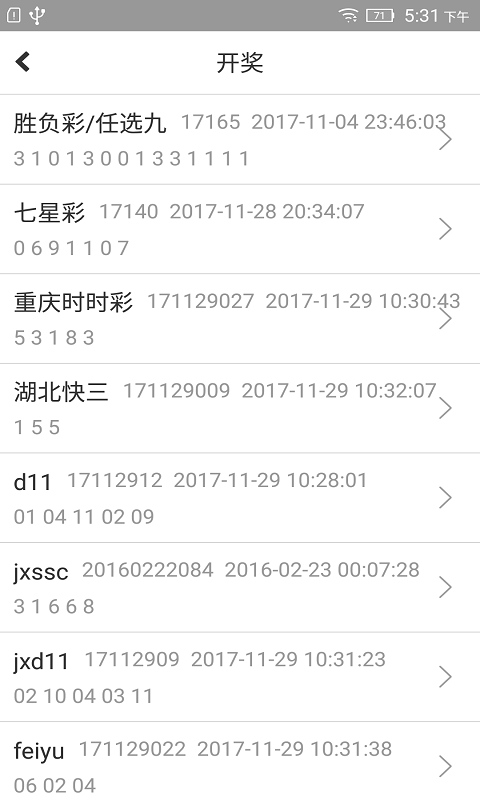 71 5:31 下午
开奖
胜负彩/任选九 17165 2017-11-04 23:46:03
3 1 0 1 3 0 0 1 3 3 1 1 1 1
七星彩 17140 2017-11-28 20:34:07
0 6 9 1 1 0 7
重庆时时彩 171129027 2017-11-29 10:30:43
5 3 1 8 3
湖北快三 171129009 2017-11-29 10:32:07
1 5 5
d11 17112912 2017-11-29 10:28:01
01 04 11 02 09
jxssc 20160222084 2016-02-23 00:07:28
3 1 6 6 8
jxd11 17112909 2017-11-29 10:31:23
02 10 04 03 11
feiyu 171129022 2017-11-29 10:31:38
06 02 04